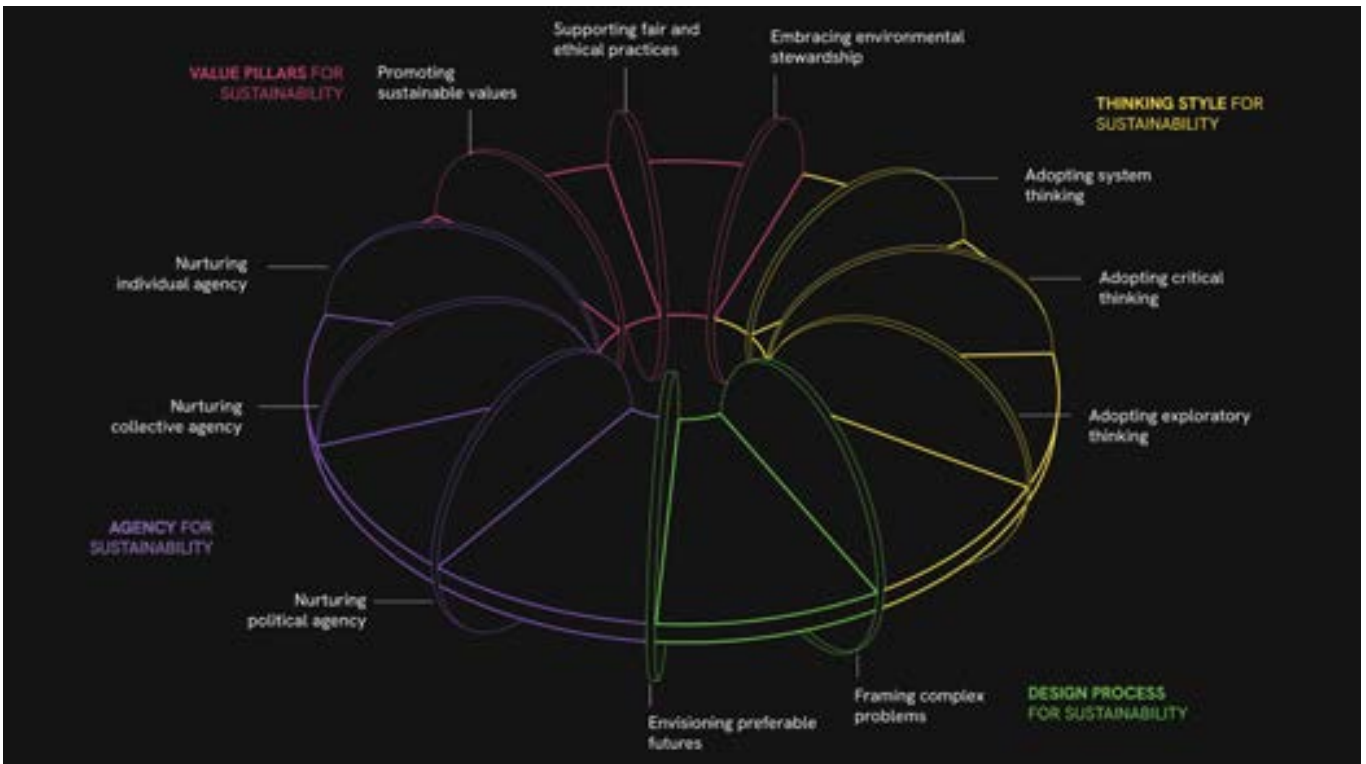 VALUE PILLARS FOR
SUSTAINABILITY
Promoting
sustainable values
Supporting fair and
ethical practices
Embracing environmental
stewardship
THINKING STYLE FOR
SUSTAINABILITY
Adopting system
thinking
Nurturing
individual agency
Adopting critical
thinking
Nurturing
collective agency
Adopting exploratory
thinking
AGENCY FOR
SUSTAINABILITY
Nurturing
political agency
Envisioning preferable
futures
Framing complex
problems
DESIGN PROCESS
FOR SUSTAINABILITY